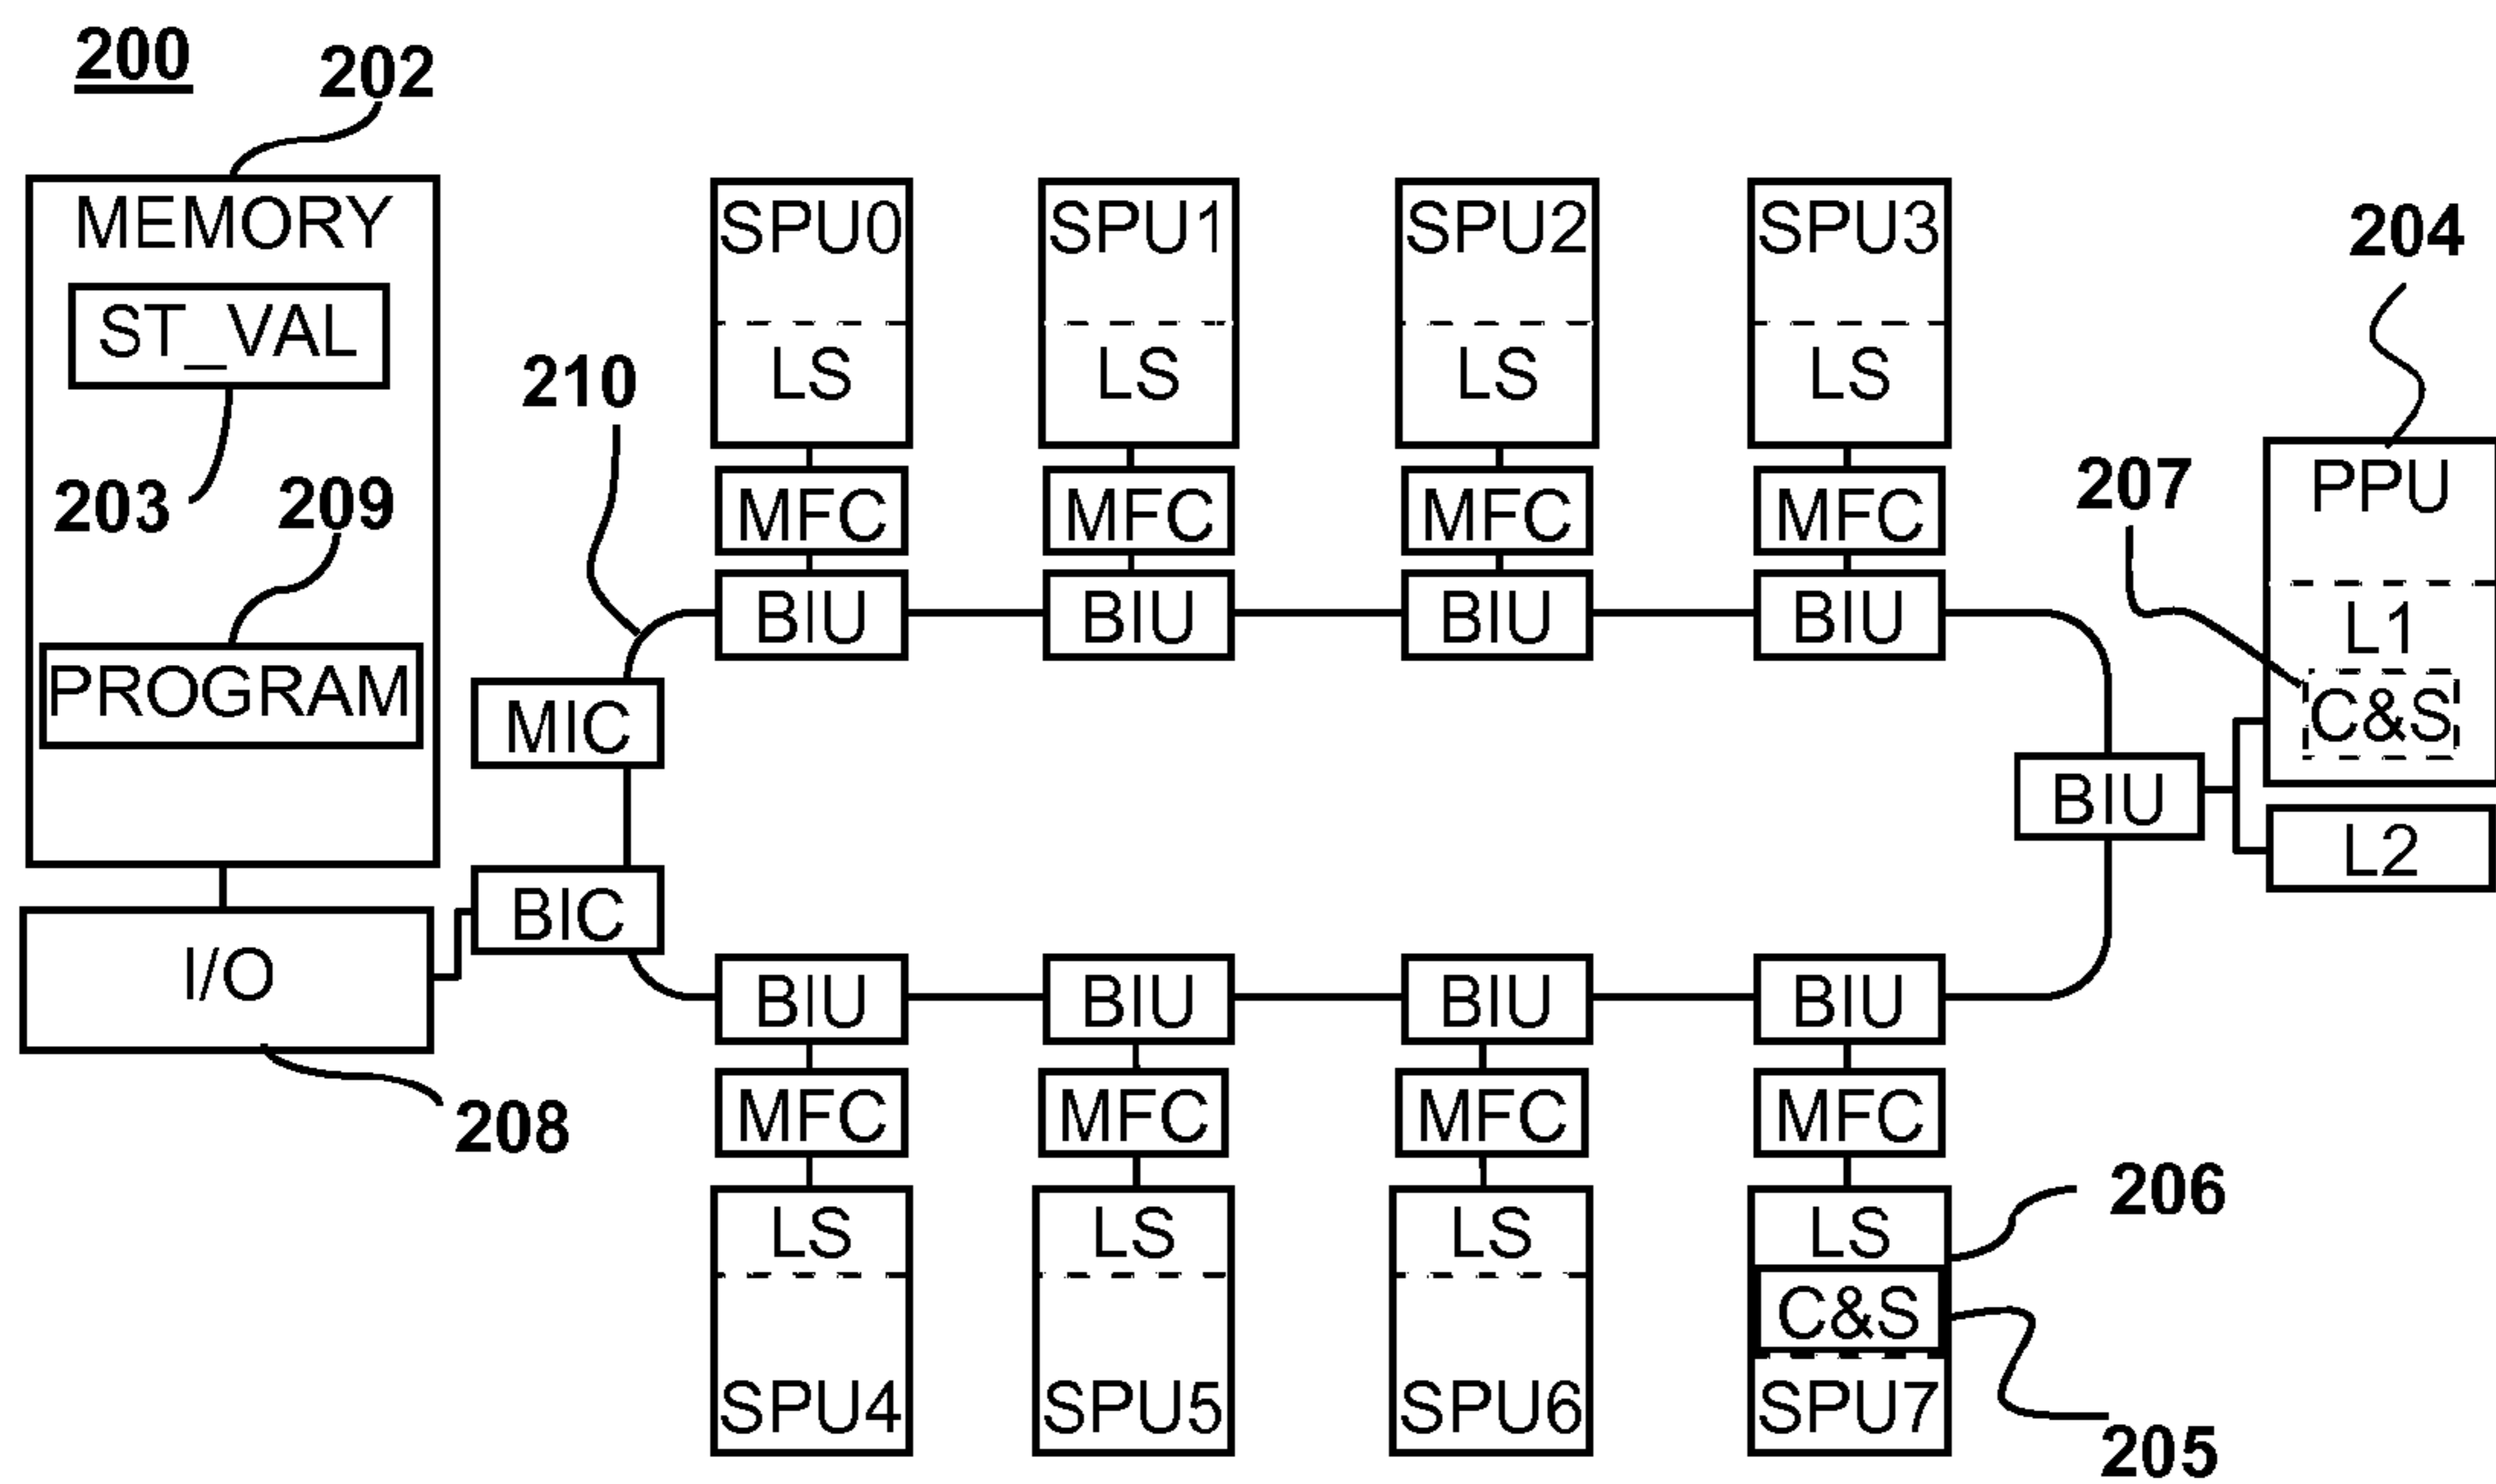 200
202
MEMORY
ST_VAL
203
209
PROGRAM
210
SPU0
LS
MFC
BIU
SPU1
LS
MFC
BIU
SPU2
LS
MFC
BIU
SPU3
LS
MFC
BIU
204
207
PPU
L1
C&S
BIU
L2
MIC
BIC
I/O
208
BIU
MFC
LS
SPU4
BIU
MFC
LS
SPU5
BIU
MFC
LS
SPU6
BIU
MFC
LS
C&S
SPU7
206
205